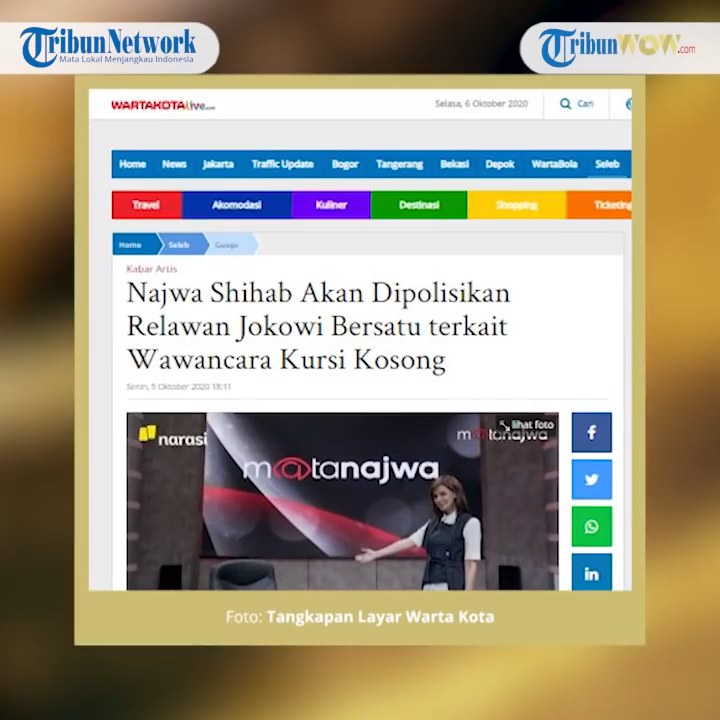 TribunNetwork
Mata Lokal Menjangkau Indonesia
TribunWOW.com
WARTAKOTAlive.com
Selasa, 6 Oktober 2020
Cari
Home News Jakarta Traffic Update Bogor Tangerang Bekasi Depok WartaBola Seleb
Travel Akomodasi Kuliner Destinasi Shopping Ticketing
Home Seleb Gosip
Kabar Artis
Najwa Shihab Akan Dipolisikan
Relawan Jokowi Bersatu terkait
Wawancara Kursi Kosong
Senin, 5 Oktober 2020 18:11
narasi
lihat foto
m@tanajwa
m@tanajwa
Foto: Tangkapan Layar Warta Kota